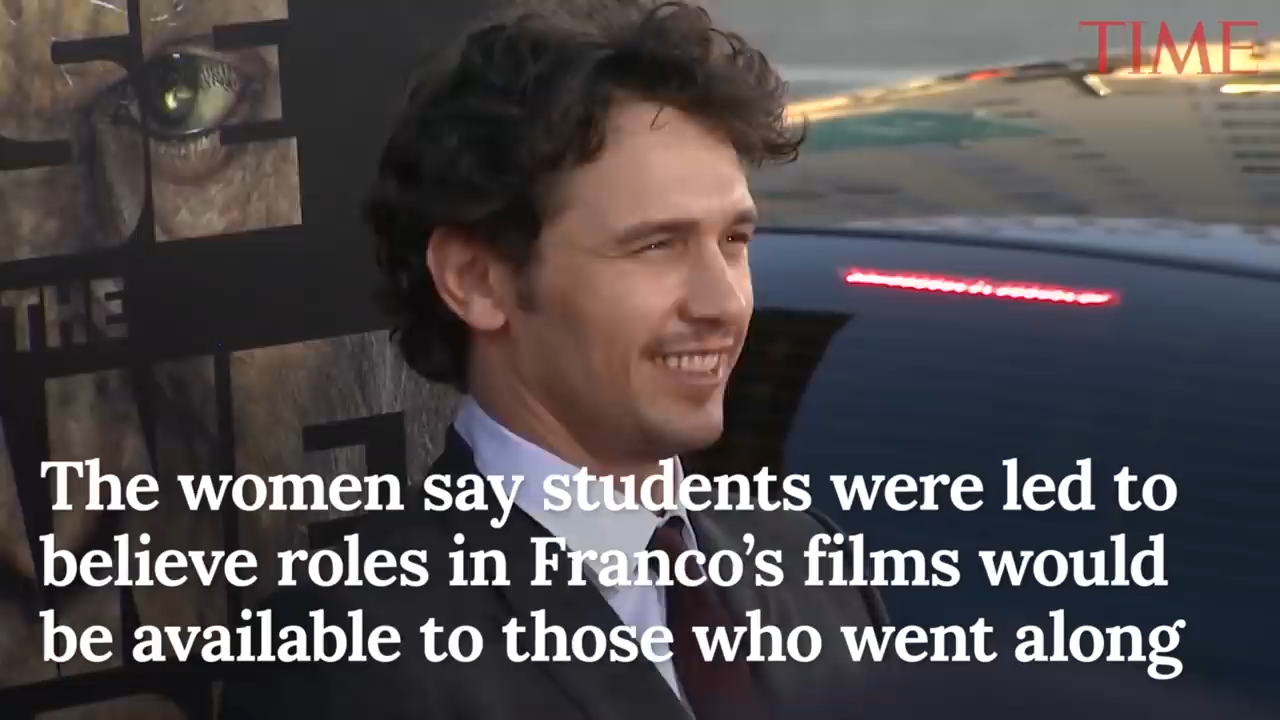 TIME
THE
The women say students were led to
believe roles in Franco's films would
be available to those who went along